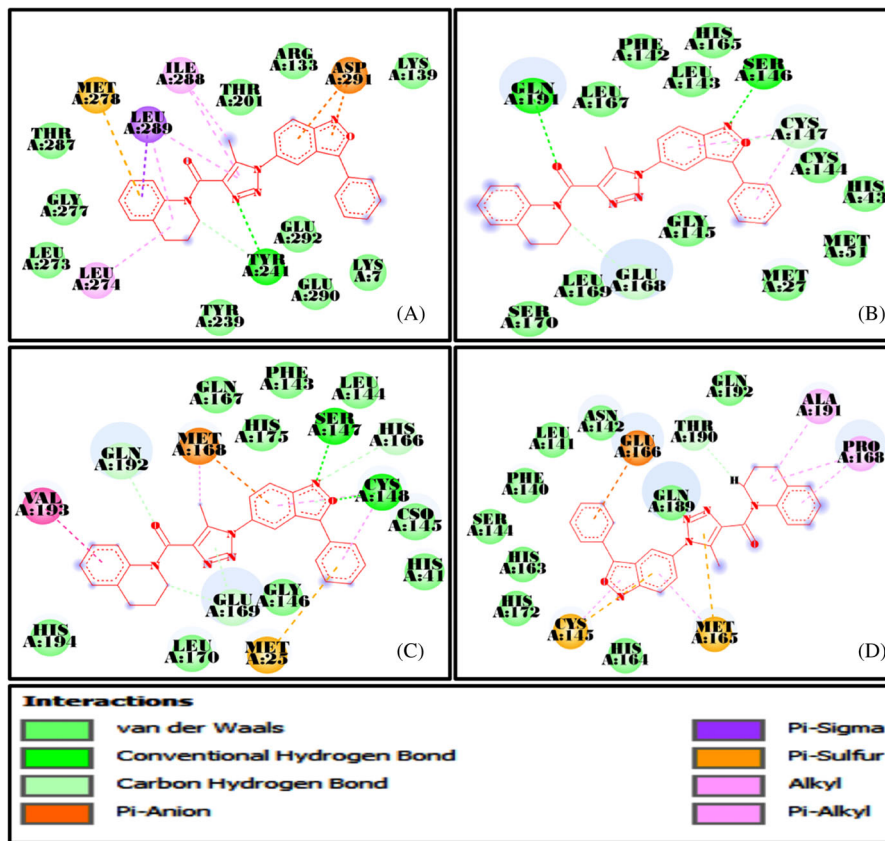 MET
A:278
ILE
A:288
ARG
A:133
ASP
A:291
LYS
A:139
THR
A:201
LEU
A:289
THR
A:287
GLY
A:277
LEU
A:273
LEU
A:274
GLU
A:292
TYR
A:241
GLU
A:290
LYS
A:7
TYR
A:239
O
N
N
N
N
N
O
(A)
PHE
A:142
HIS
A:165
SER
A:146
GLN
A:191
LEU
A:167
LEU
A:143
CYS
A:147
CYS
A:144
HIS
A:43
GLY
A:145
MET
A:51
LEU
A:169
GLU
A:168
MET
A:27
SER
A:170
O
N
N
N
N
N
O
(B)
GLN
A:167
PHE
A:143
LEU
A:144
SER
A:147
HIS
A:166
MET
A:168
HIS
A:175
GLN
A:192
CYS
A:148
VAL
A:193
CSO
A:145
HIS
A:41
GLU
A:169
GLY
A:146
HIS
A:194
LEU
A:170
MET
A:25
O
N
N
N
N
N
O
(C)
GLN
A:192
ALA
A:191
ASN
A:142
THR
A:190
LEU
A:141
GLU
A:166
PRO
A:168
PHE
A:140
GLN
A:189
SER
A:144
HIS
A:163
HIS
A:172
CYS
A:145
MET
A:165
HIS
A:164
H
N
N
N
N
O
O
N
(D)
Interactions
van der Waals
Conventional Hydrogen Bond
Carbon Hydrogen Bond
Pi-Anion
Pi-Sigma
Pi-Sulfur
Alkyl
Pi-Alkyl